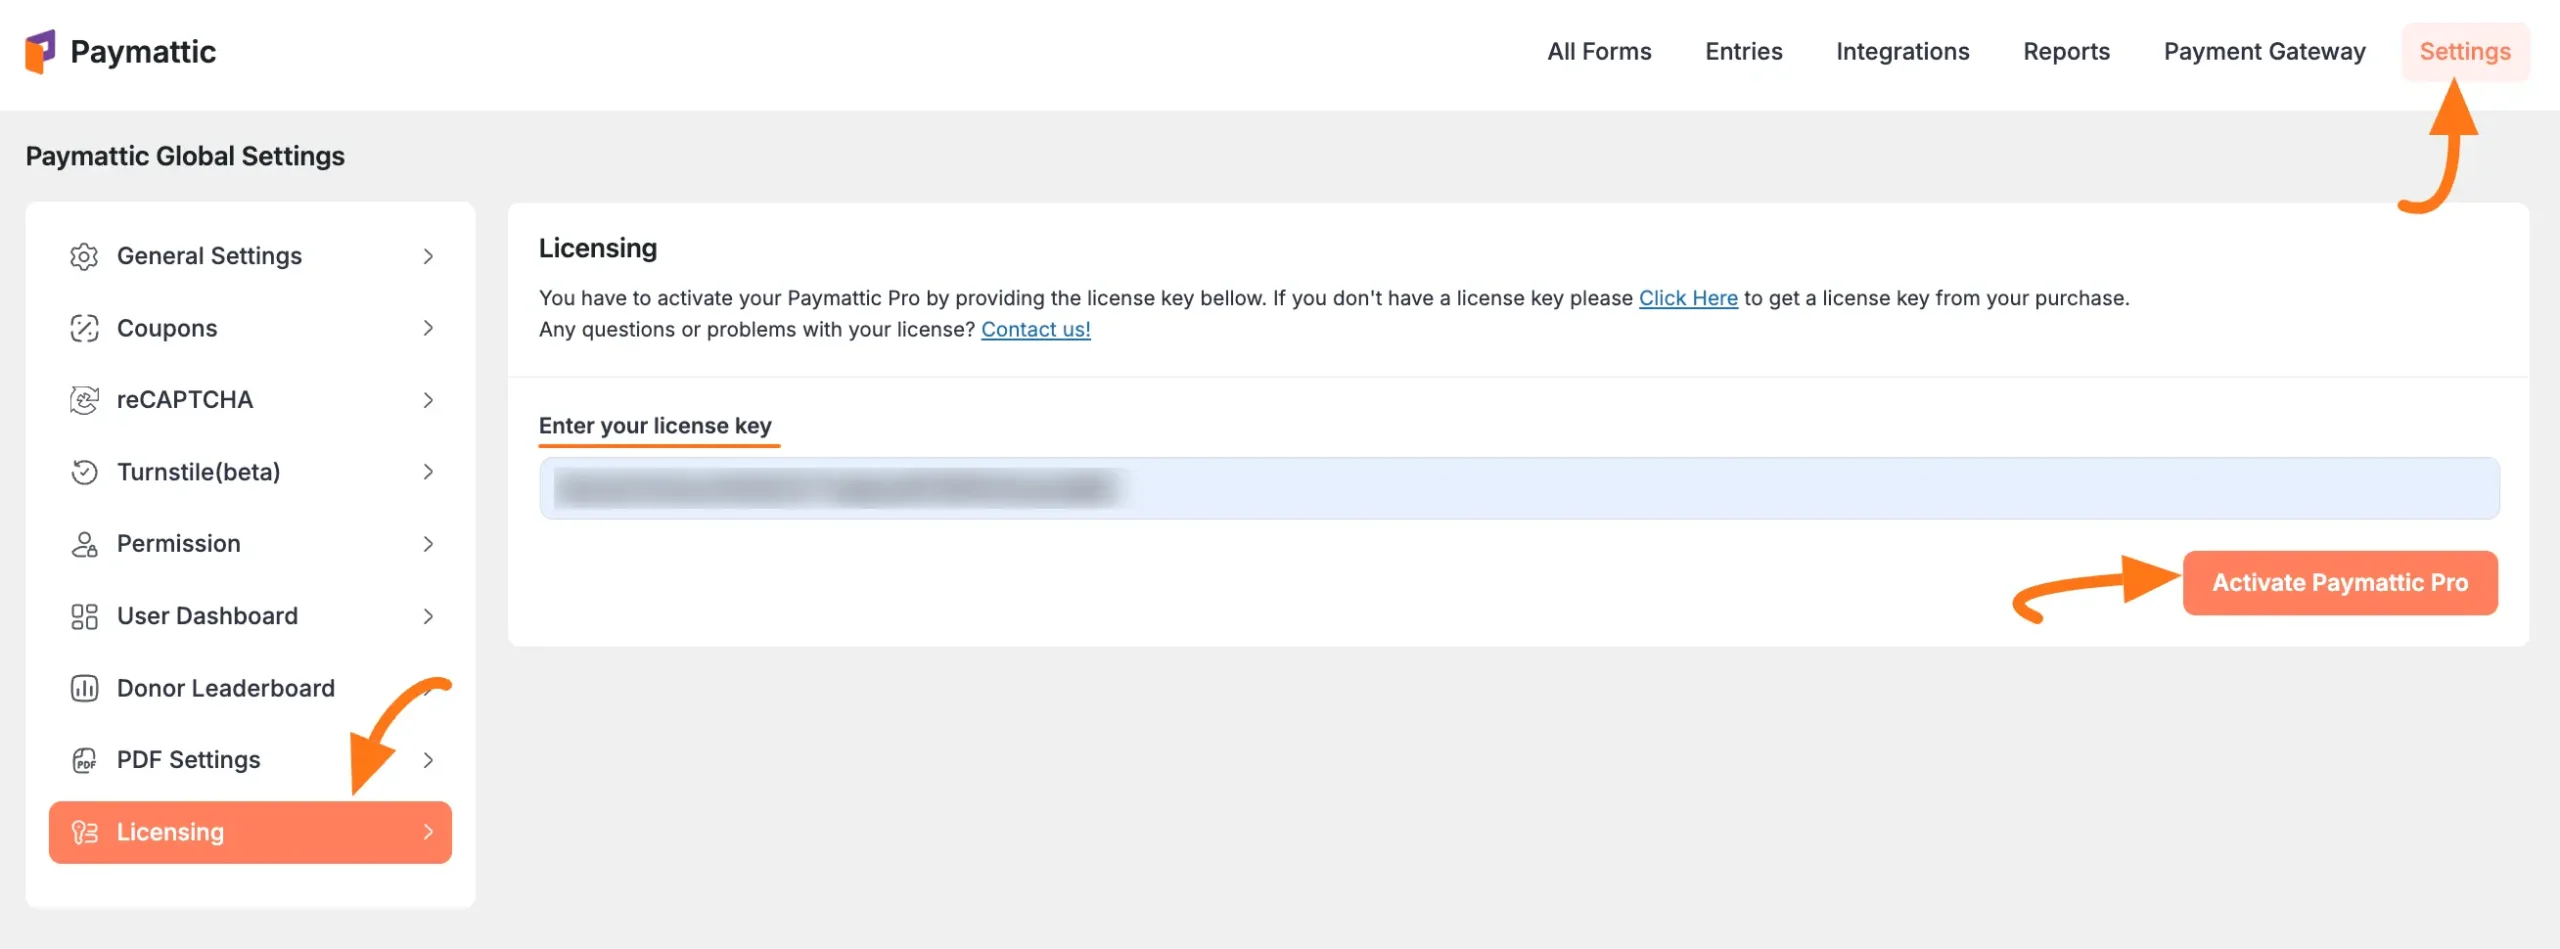 Paymattic
All Forms
Entries
Integrations
Reports
Payment Gateway
Settings
Paymattic Global Settings
General Settings
Coupons
reCAPTCHA
Turnstile(beta)
Permission
User Dashboard
Donor Leaderboard
PDF Settings
Licensing
Licensing
You have to activate your Paymattic Pro by providing the license key bellow. If you don't have a license key please Click Here to get a license key from your purchase.
Any questions or problems with your license? Contact us!
Enter your license key
Activate Paymattic Pro